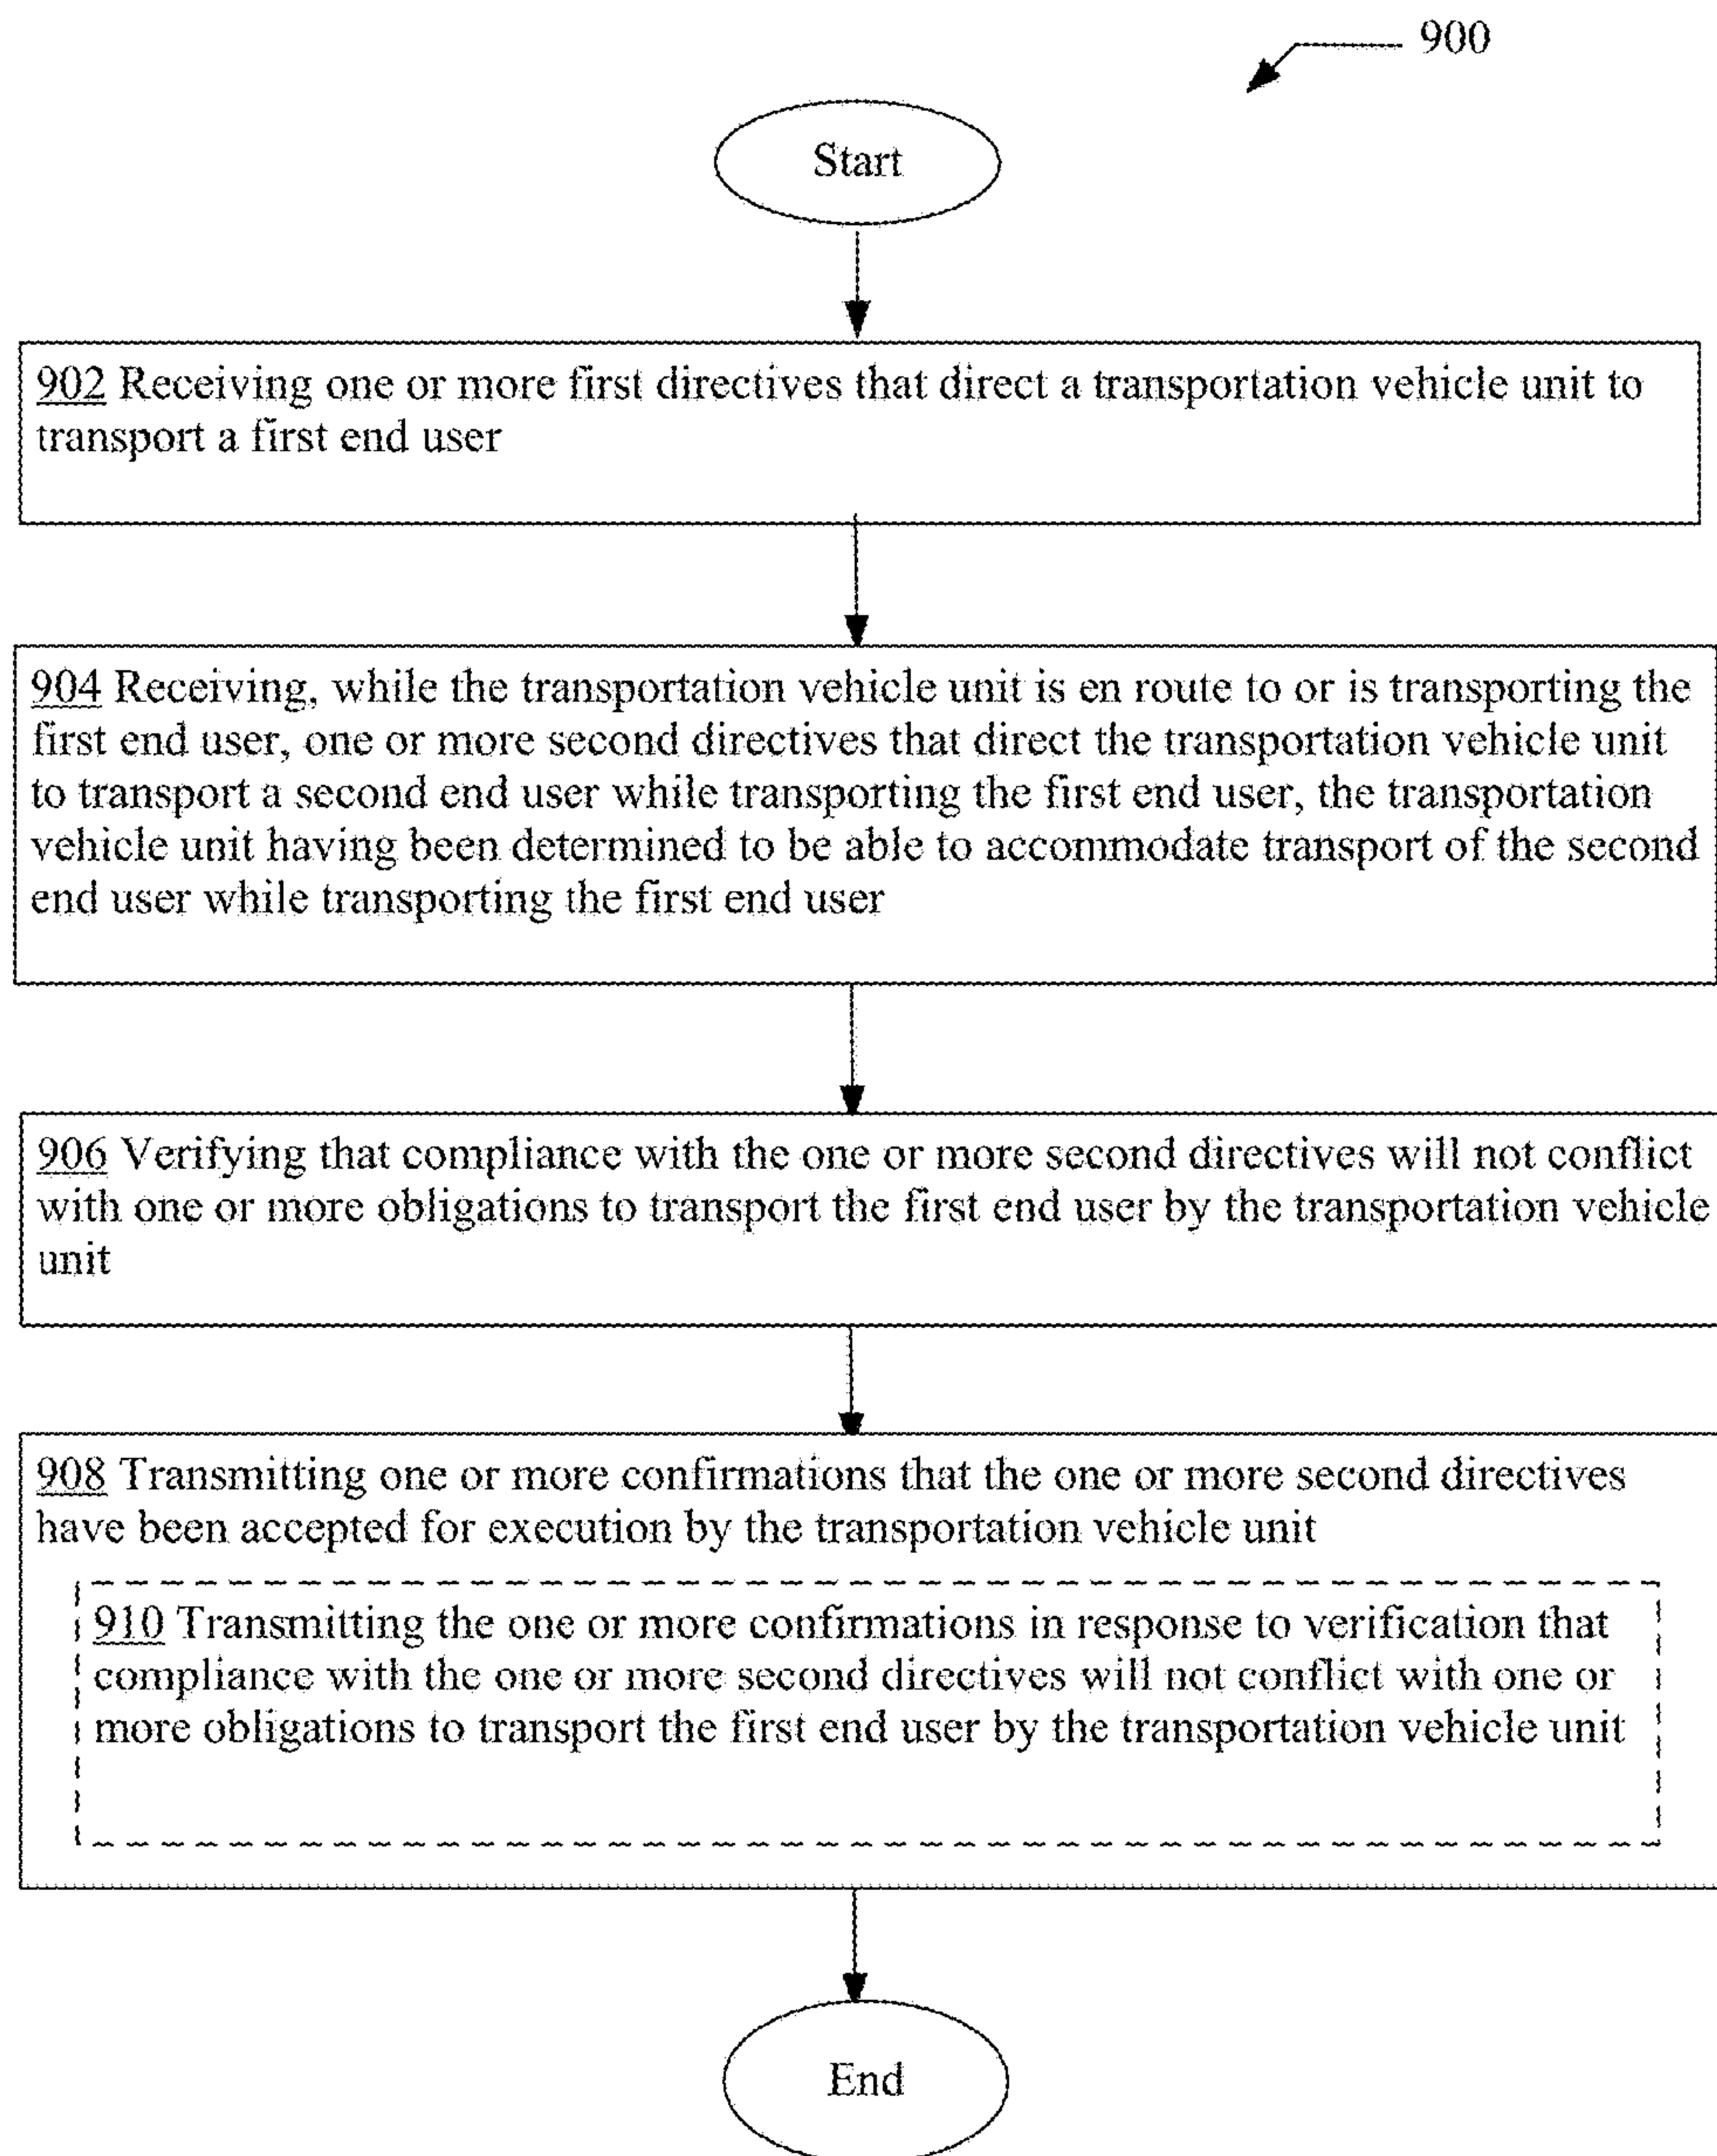 900
Start
902 Receiving one or more first directives that direct a transportation vehicle unit to
transport a first end user
904 Receiving, while the transportation vehicle unit is en route to or is transporting the
first end user, one or more second directives that direct the transportation vehicle unit
to transport a second end user while transporting the first end user, the transportation
vehicle unit having been determined to be able to accommodate transport of the second
end user while transporting the first end user
906 Verifying that compliance with the one or more second directives will not conflict
with one or more obligations to transport the first end user by the transportation vehicle
unit
908 Transmitting one or more confirmations that the one or more second directives
have been accepted for execution by the transportation vehicle unit
910 Transmitting the one or more confirmations in response to verification that
compliance with the one or more second directives will not conflict with one or
more obligations to transport the first end user by the transportation vehicle unit
End